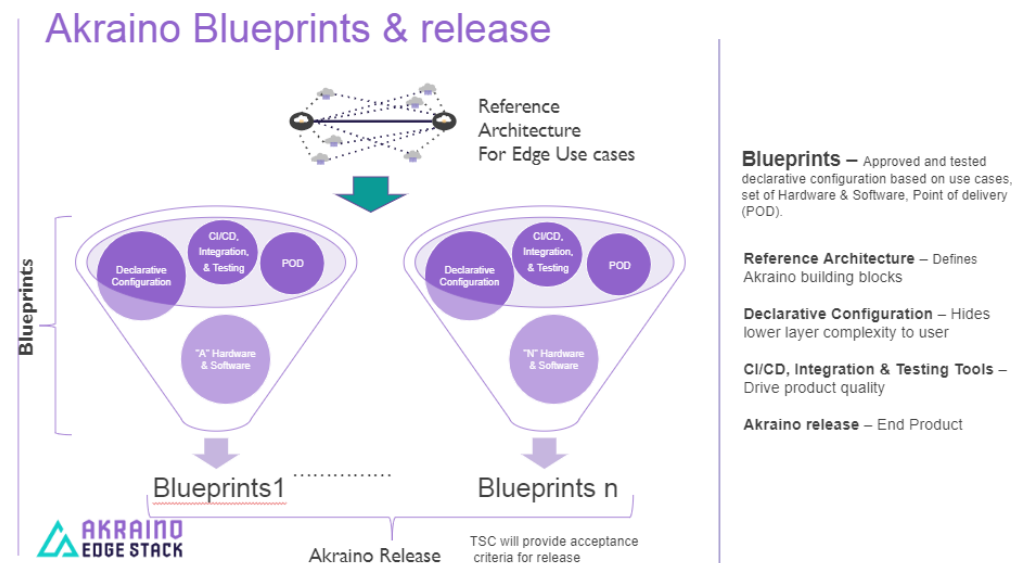 Akraino Blueprints & release
Reference
Architecture
For Edge Use cases
Blueprints
Declarative
Configuration
CI/CD,
Integration,
& Testing
POD
"A" Hardware
& Software
Declarative
Configuration
CI/CD,
Integration,
& Testing
POD
"N" Hardware
& Software
Blueprints1
Blueprints n
Akraino Release
TSC will provide acceptance
criteria for release
AKRAINO
EDGE STACK
Blueprints – Approved and tested
declarative configuration based on use cases,
set of Hardware & Software, Point of delivery
(POD).
Reference Architecture – Defines
Akraino building blocks
Declarative Configuration – Hides
lower layer complexity to user
CI/CD, Integration & Testing Tools –
Drive product quality
Akraino release – End Product